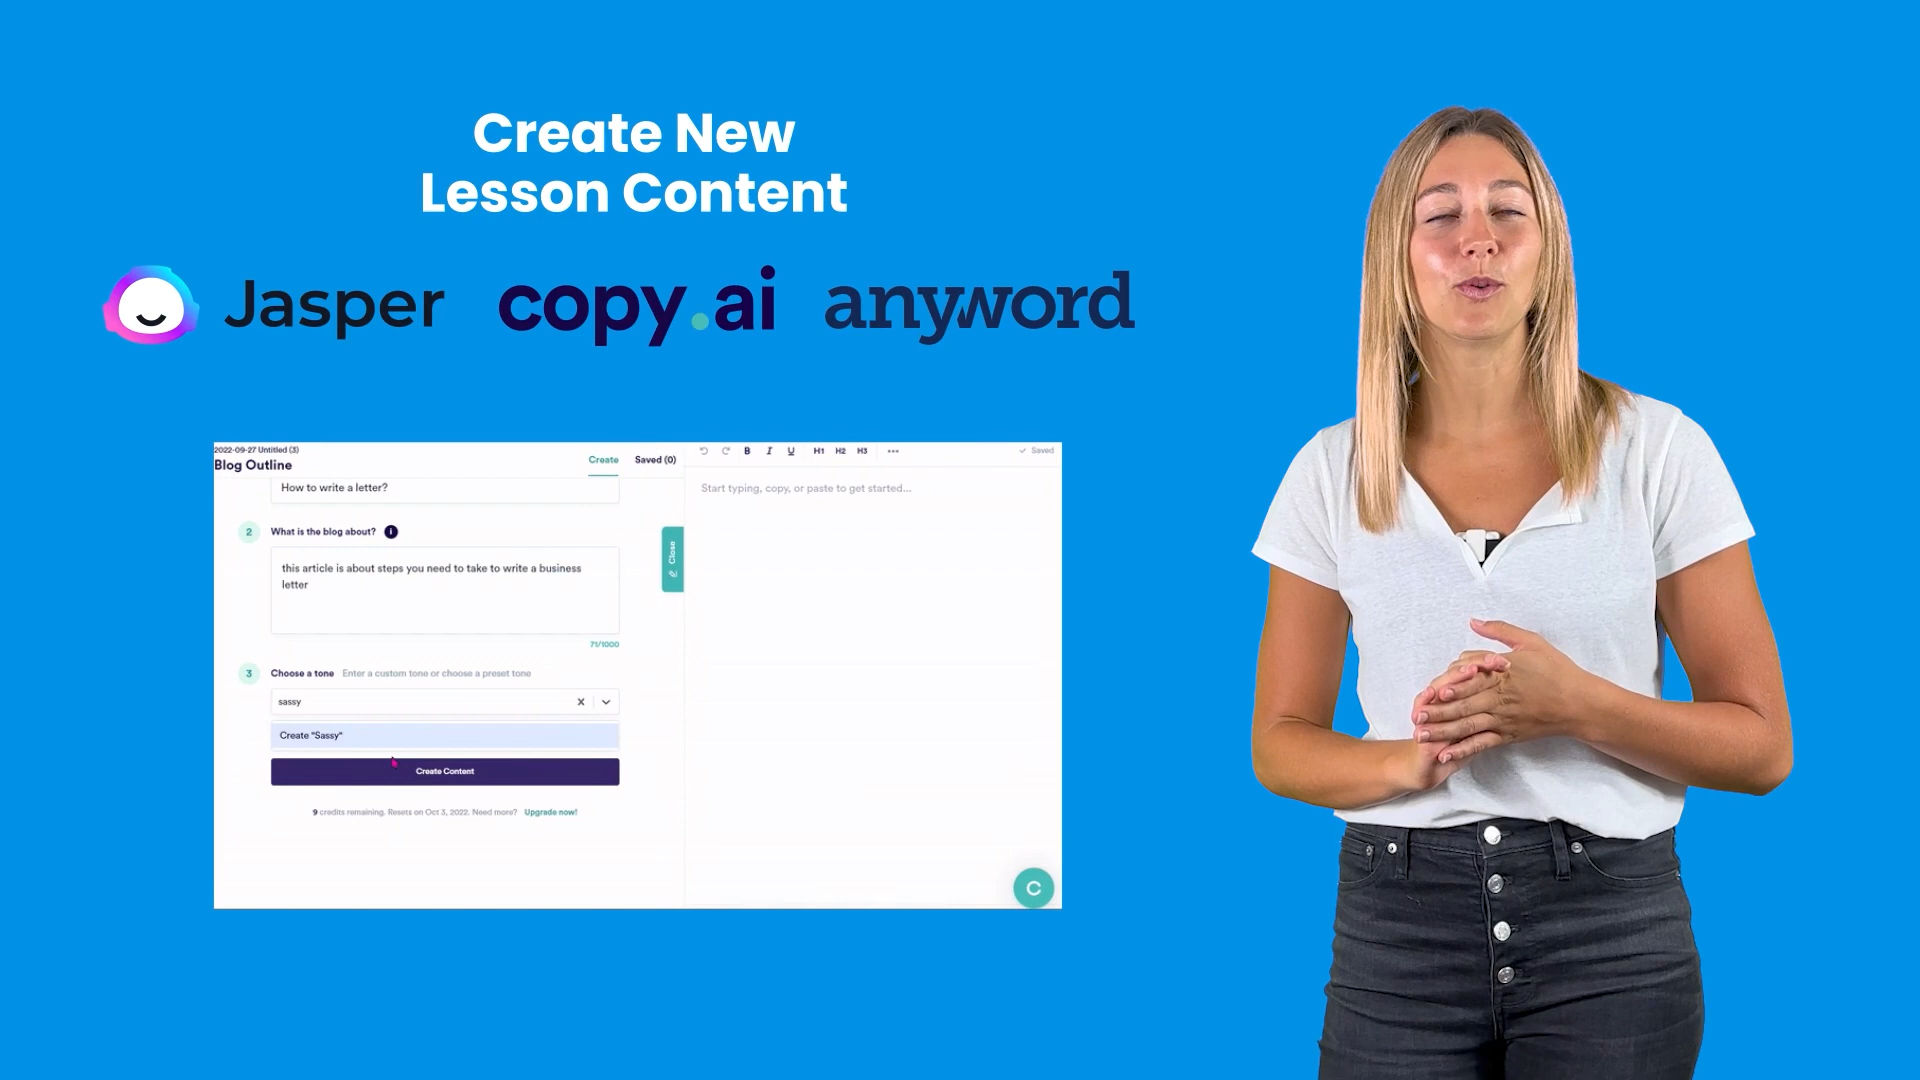 Create New
Lesson Content
Jasper
copy.ai
anyword
2022-09-27 Untitled (3)
Blog Outline
Create
Saved (0)
B I U H1 H2 H3 •••
✓ Saved
How to write a letter?
Start typing, copy, or paste to get started...
2 What is the blog about? i
this article is about steps you need to take to write a business
letter
71/1000
Close
3 Choose a tone Enter a custom tone or choose a preset tone
sassy
Create "Sassy"
Create Content
9 credits remaining. Resets on Oct 3, 2022. Need more? Upgrade now!
C